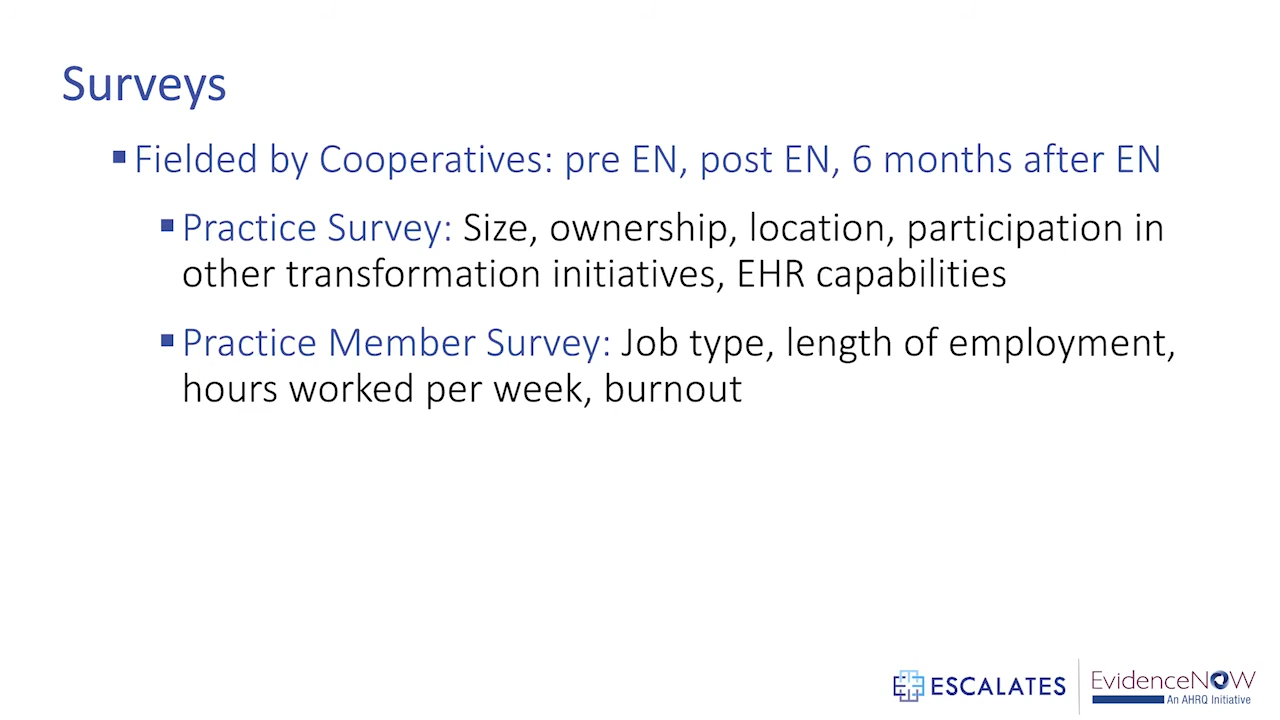 Surveys
▪Fielded by Cooperatives: pre EN, post EN, 6 months after EN
▪Practice Survey: Size, ownership, location, participation in
other transformation initiatives, EHR capabilities
▪Practice Member Survey: Job type, length of employment,
hours worked per week, burnout
ESCALATES
EvidenceNOW
An AHRQ Initiative